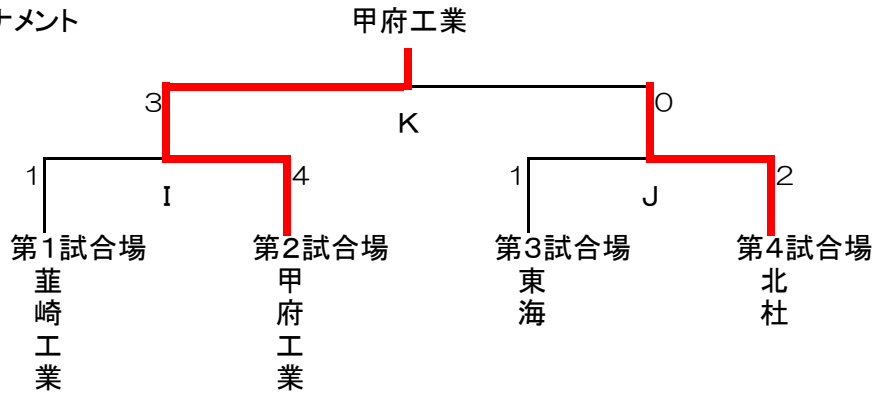 ナメント
甲府工業
3
0
K
1
4
1
2
I
J
第1試合場
第2試合場
第3試合場
第4試合場
韮崎工業
甲府工業
東海
北杜